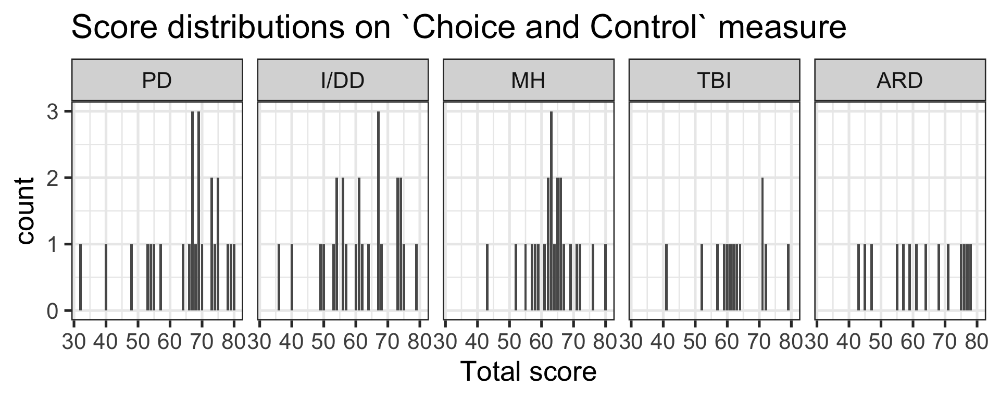 Score distributions on `Choice and Control` measure
PD I/DD MH TBI ARD
3
2
1
0
count
30 40 50 60 70 80 30 40 50 60 70 80 30 40 50 60 70 80 30 40 50 60 70 80 30 40 50 60 70 80
Total score